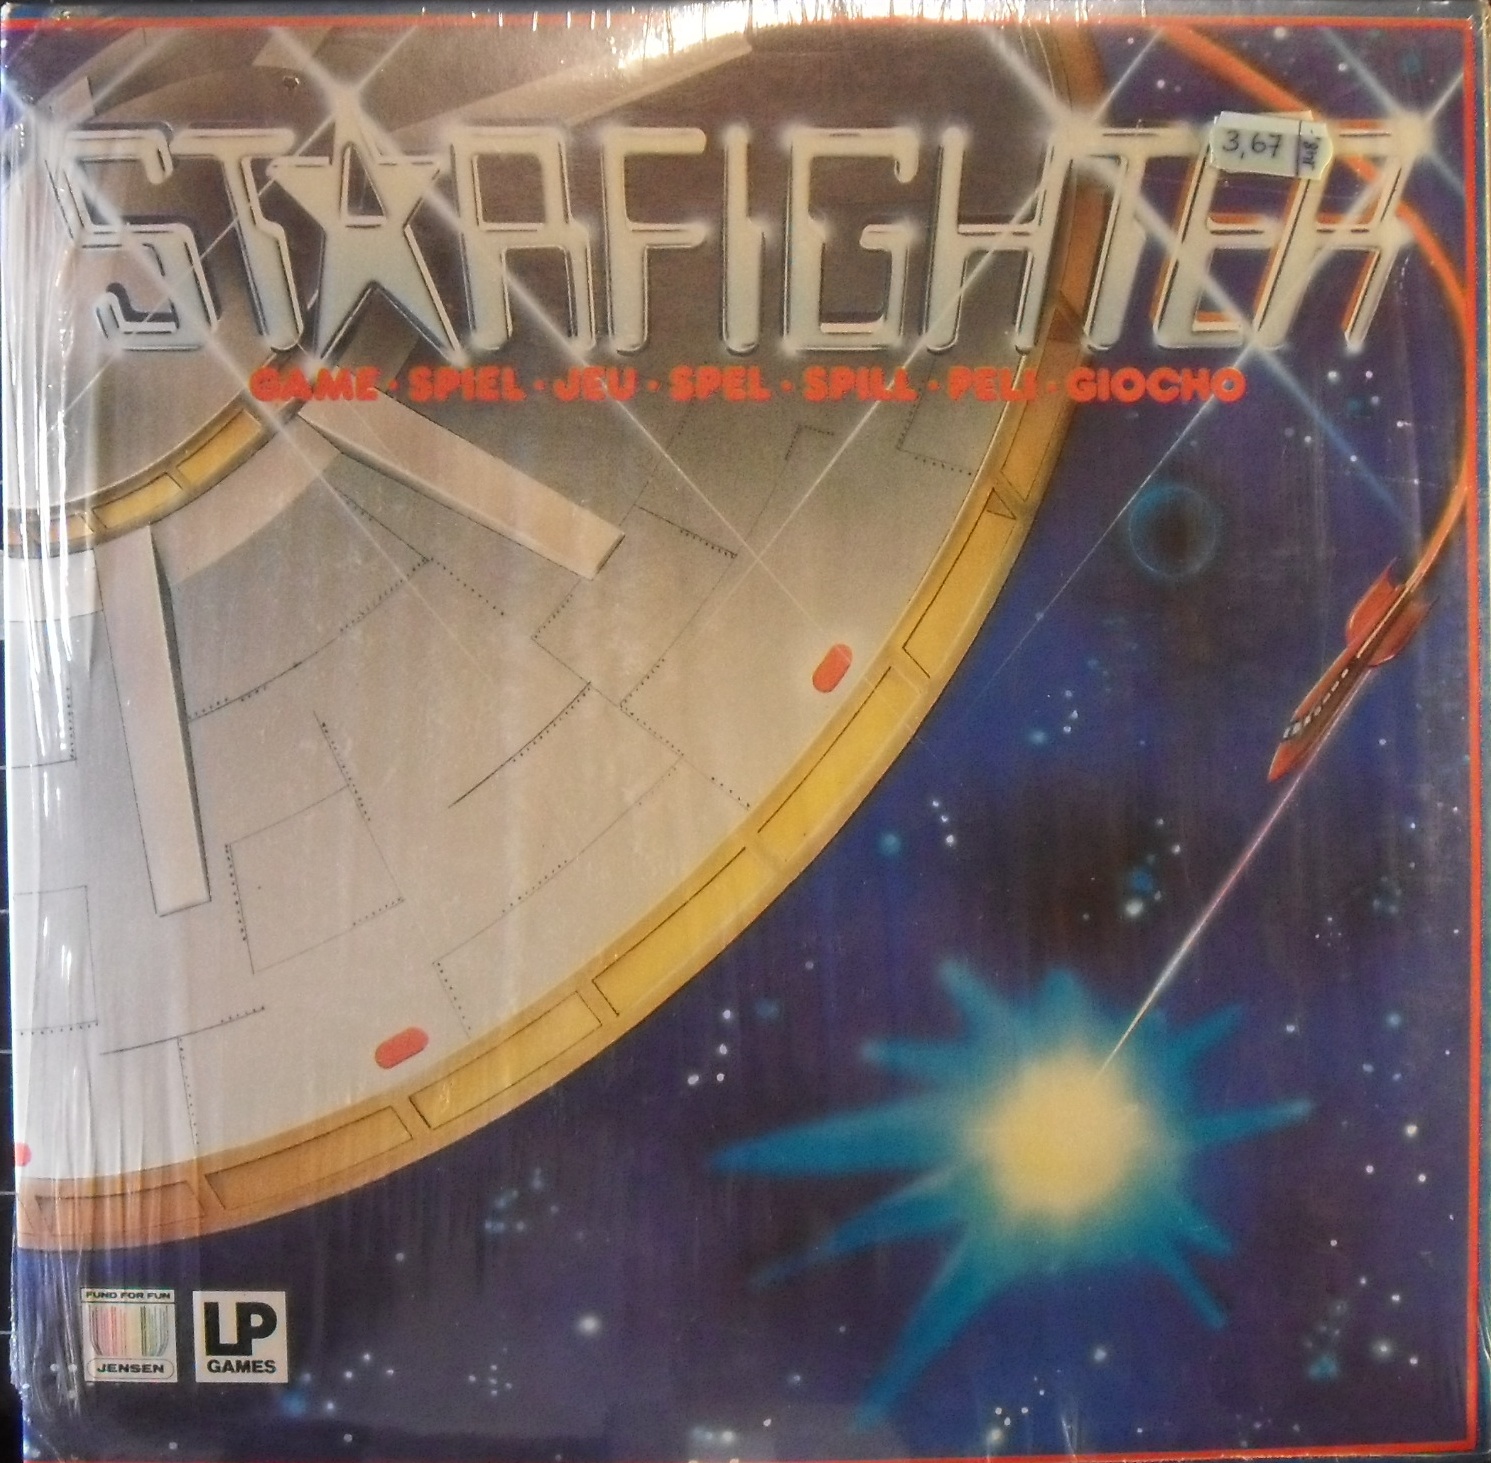 STARFIGHTER
3,67
GAME · SPIEL · JEU · SPEL · SPILL · PELI · GIOCHO
FUND FOR FUN
JENSEN
LP
GAMES